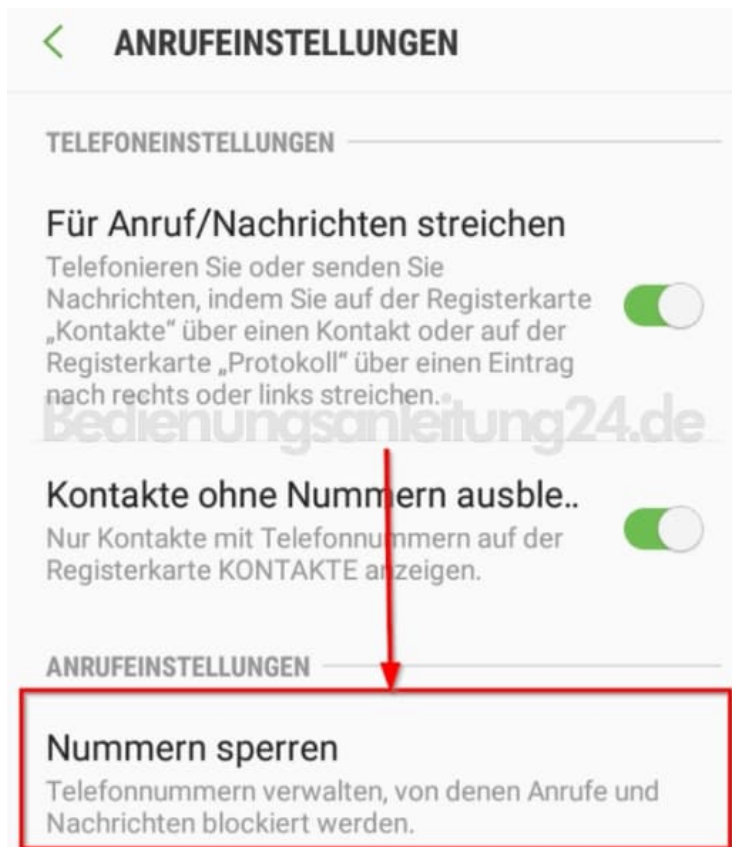 ANRUFEINSTELLUNGEN
TELEFONEINSTELLUNGEN
Für Anruf/Nachrichten streichen
Telefonieren Sie oder senden Sie
Nachrichten, indem Sie auf der Registerkarte
„Kontakte“ über einen Kontakt oder auf der
Registerkarte „Protokoll“ über einen Eintrag
nach rechts oder links streichen.
Bedienungsanleitung24.de
Kontakte ohne Nummern ausble..
Nur Kontakte mit Telefonnummern auf der
Registerkarte KONTAKTE anzeigen.
ANRUFEINSTELLUNGEN
Nummern sperren
Telefonnummern verwalten, von denen Anrufe und
Nachrichten blockiert werden.